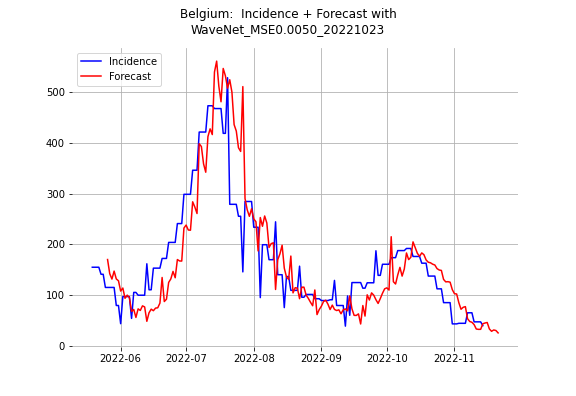 Belgium:  Incidence + Forecast with
WaveNet_MSE0.0050_20221023
Incidence
Forecast
500
400
300
200
100
0
2022-06 2022-07 2022-08 2022-09 2022-10 2022-11